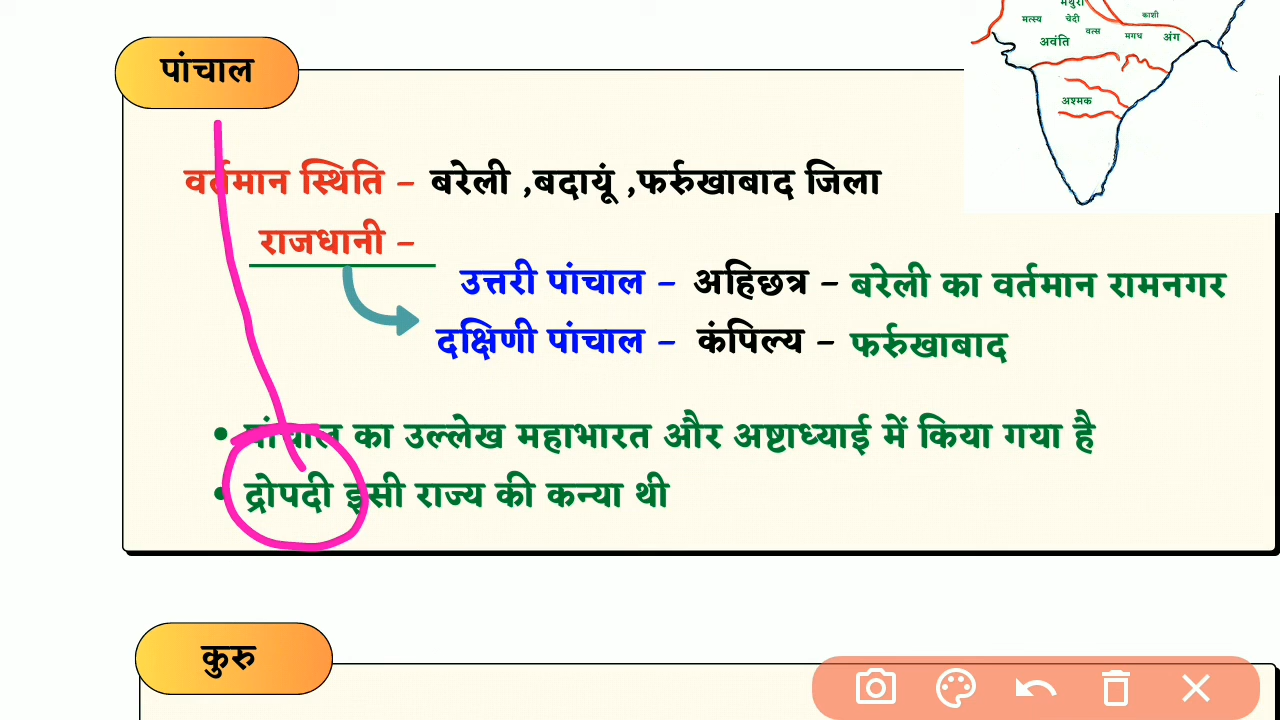 मथुरा
मत्स्य चेदी काशी
अवंति वत्स मगध अंग
अश्मक
पांचाल
वर्तमान स्थिति – बरेली ,बदायूं ,फर्रुखाबाद जिला
राजधानी –
उत्तरी पांचाल – अहिछत्र – बरेली का वर्तमान रामनगर
दक्षिणी पांचाल – कंपिल्य – फर्रुखाबाद
• पांचाल का उल्लेख महाभारत और अष्टाध्याई में किया गया है
• द्रोपदी इसी राज्य की कन्या थी
कुरु